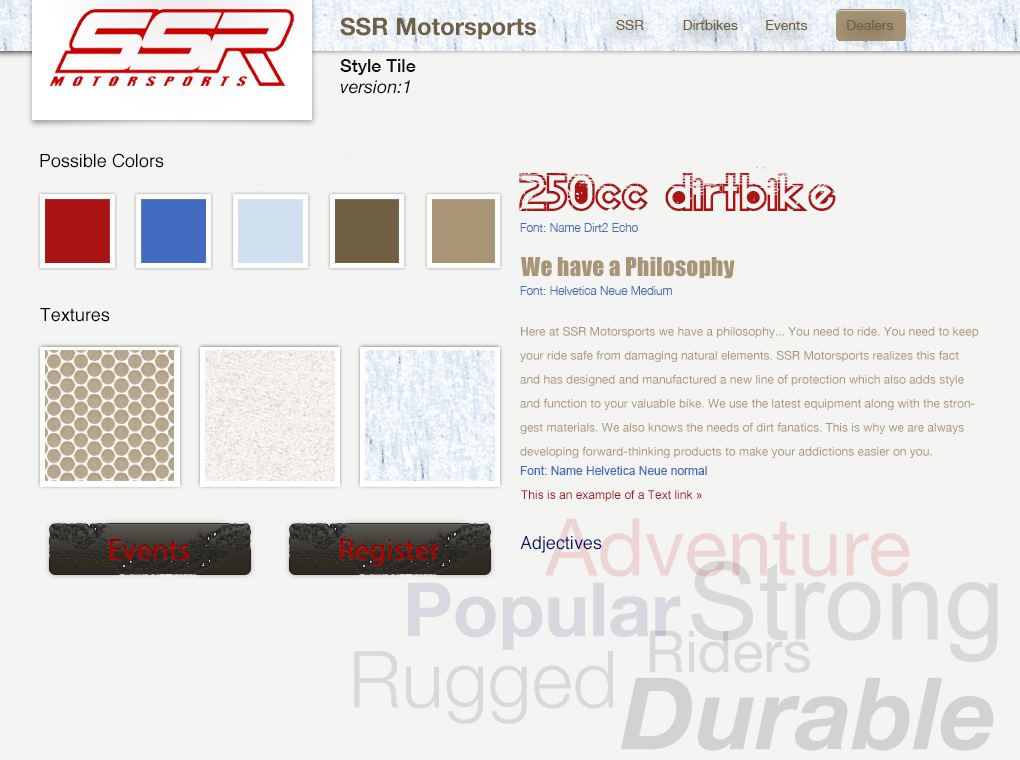 SSR
MOTORSPORTS
SSR Motorsports
SSR
Dirtbikes
Events
Dealers
Style Tile
version:1
Possible Colors
Textures
Events
Register
250cc dirtbike
Font: Name Dirt2 Echo
We have a Philosophy
Font: Helvetica Neue Medium
Here at SSR Motorsports we have a philosophy... You need to ride. You need to keep
your ride safe from damaging natural elements. SSR Motorsports realizes this fact
and has designed and manufactured a new line of protection which also adds style
and function to your valuable bike. We use the latest equipment along with the stron-
gest materials. We also knows the needs of dirt fanatics. This is why we are always
developing forward-thinking products to make your addictions easier on you.
Font: Name Helvetica Neue normal
This is an example of a Text link »
Adjectives
Adventure
Popular
Strong
Riders
Rugged
Durable